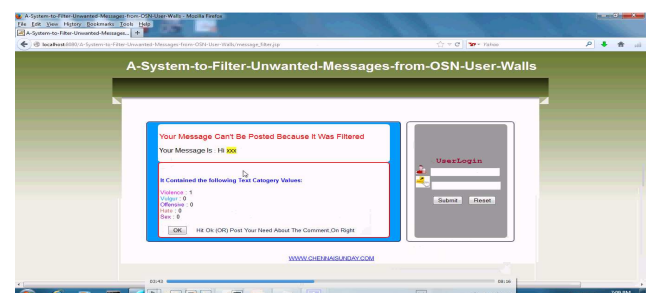 A-System-to-Filter-Unwanted-Messages-from-OSN-User-Walls - Mozilla Firefox
File Edit View History Bookmarks Tools Help
A-System-to-Filter-Unwanted-Messages... +
localhost:8080/A-System-to-Filter-Unwanted-Messages-from-OSN-User-Walls/message_filter.jsp
Yahoo
A-System-to-Filter-Unwanted-Messages-from-OSN-User-Walls
Your Message Can't Be Posted Because It Was Filtered
Your Message Is : Hi xxx
It Contained the following Text Catogery Values:
Violence : 1
Vulgar : 0
Offensive : 0
Hate : 0
Sex : 0
OK Hit Ok (OR) Post Your Need About The Comment,On Right
UserLogin
Submit Reset
WWW.CHENNAISUNDAY.COM
03:43